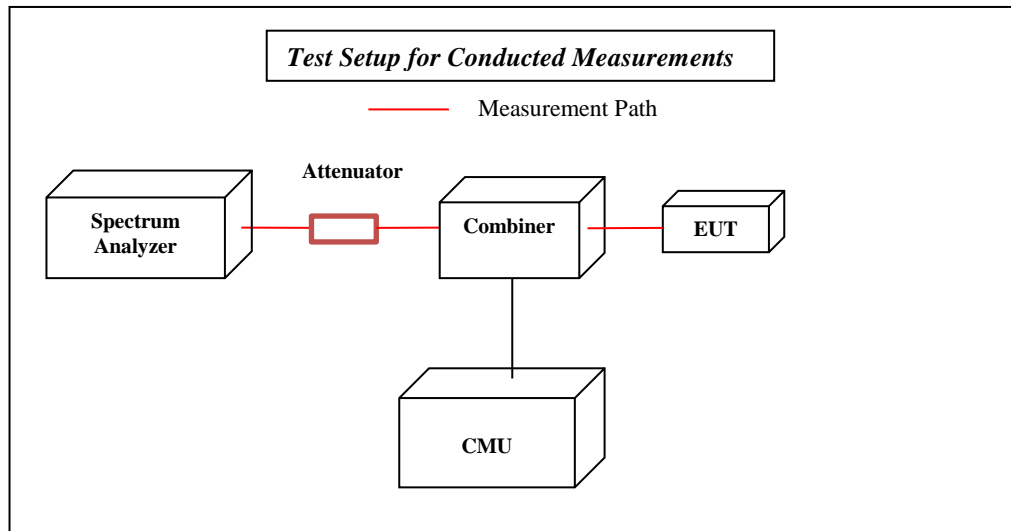 Test Setup for Conducted Measurements
Measurement Path
Attenuator
Spectrum
Analyzer
Combiner
EUT
CMU